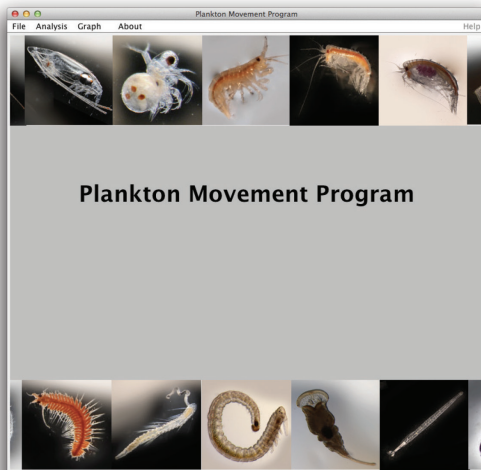 Plankton Movement Program
File Analysis Graph About Help
Plankton Movement Program